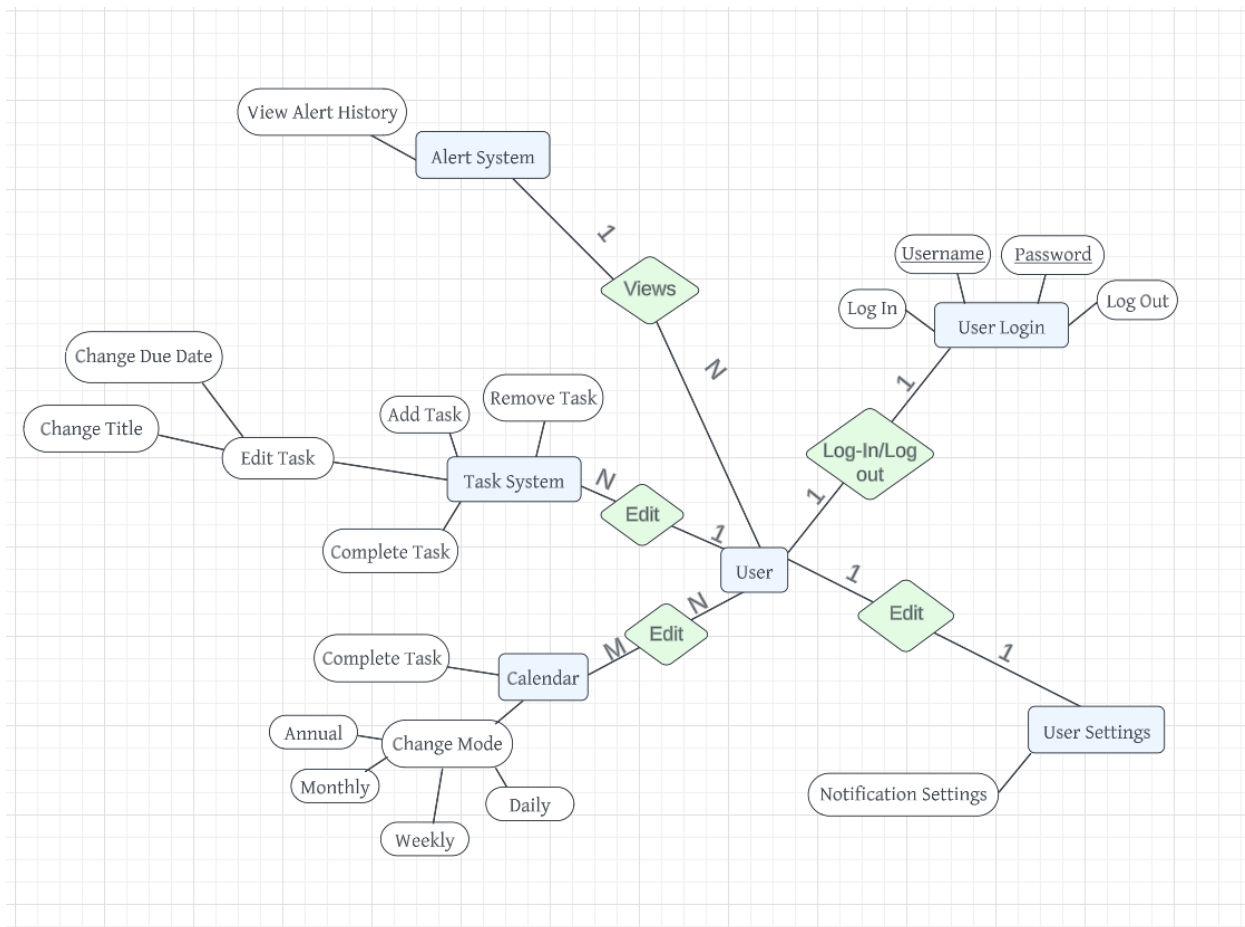 View Alert History
Alert System
1
Views
N
Username
Password
Log In
Log Out
User Login
1
Log-In/Log
out
1
Change Due Date
Change Title
Edit Task
Add Task
Remove Task
Task System
Complete Task
N
Edit
1
User
N
Edit
M
Complete Task
Calendar
Annual
Change Mode
Monthly
Daily
Weekly
1
Edit
1
User Settings
Notification Settings